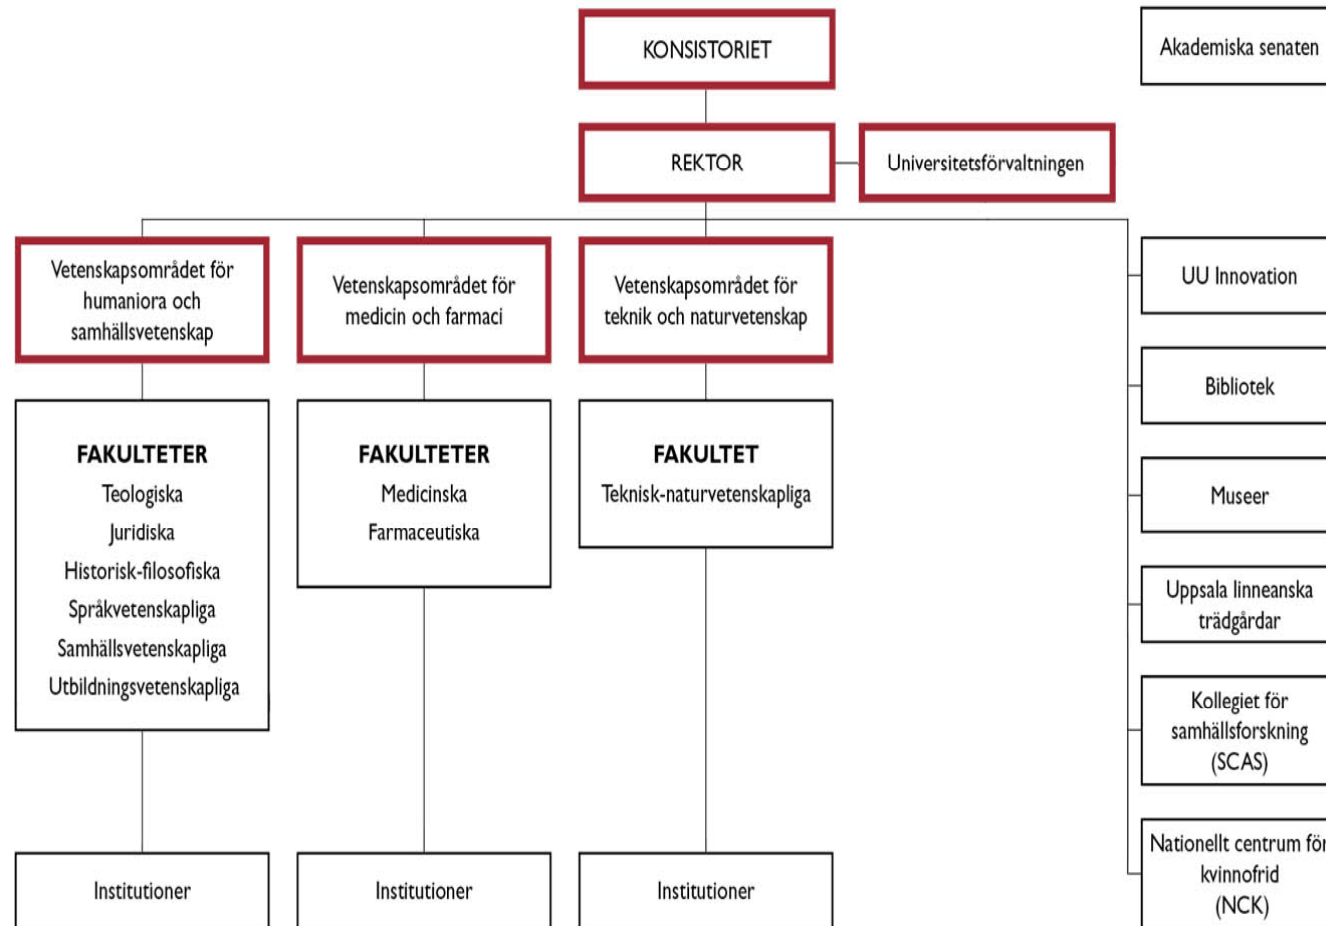 KONSISTORIET
Akademiska senaten
REKTOR
Universitetsförvaltningen
Vetenskapsområdet för
humaniora och
samhällsvetenskap
Vetenskapsområdet för
medicin och farmaci
Vetenskapsområdet för
teknik och naturvetenskap
FAKULTETER
Teologiska
Juridiska
Historisk-filosofiska
Språkvetenskapliga
Samhällsvetenskapliga
Utbildningsvetenskapliga
FAKULTETER
Medicinska
Farmaceutiska
FAKULTET
Teknisk-naturvetenskapliga
Institutioner
Institutioner
Institutioner
UU Innovation
Bibliotek
Museer
Uppsala linneanska
trädgårdar
Kollegiet för
samhällsforskning
(SCAS)
Nationellt centrum för
kvinnofrid
(NCK)